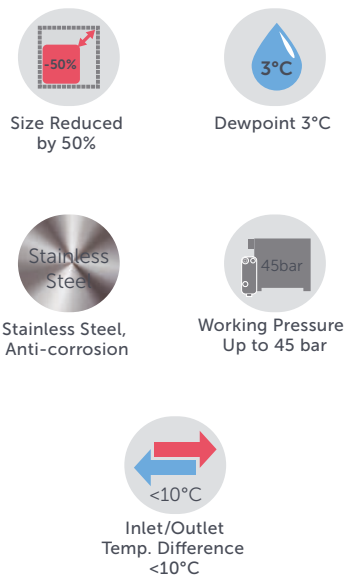 -50%
Size Reduced
by 50%
3°C
Dewpoint 3°C
Stainless
Steel
Stainless Steel,
Anti-corrosion
45bar
Working Pressure
Up to 45 bar
<10°C
Inlet/Outlet
Temp. Difference
<10°C